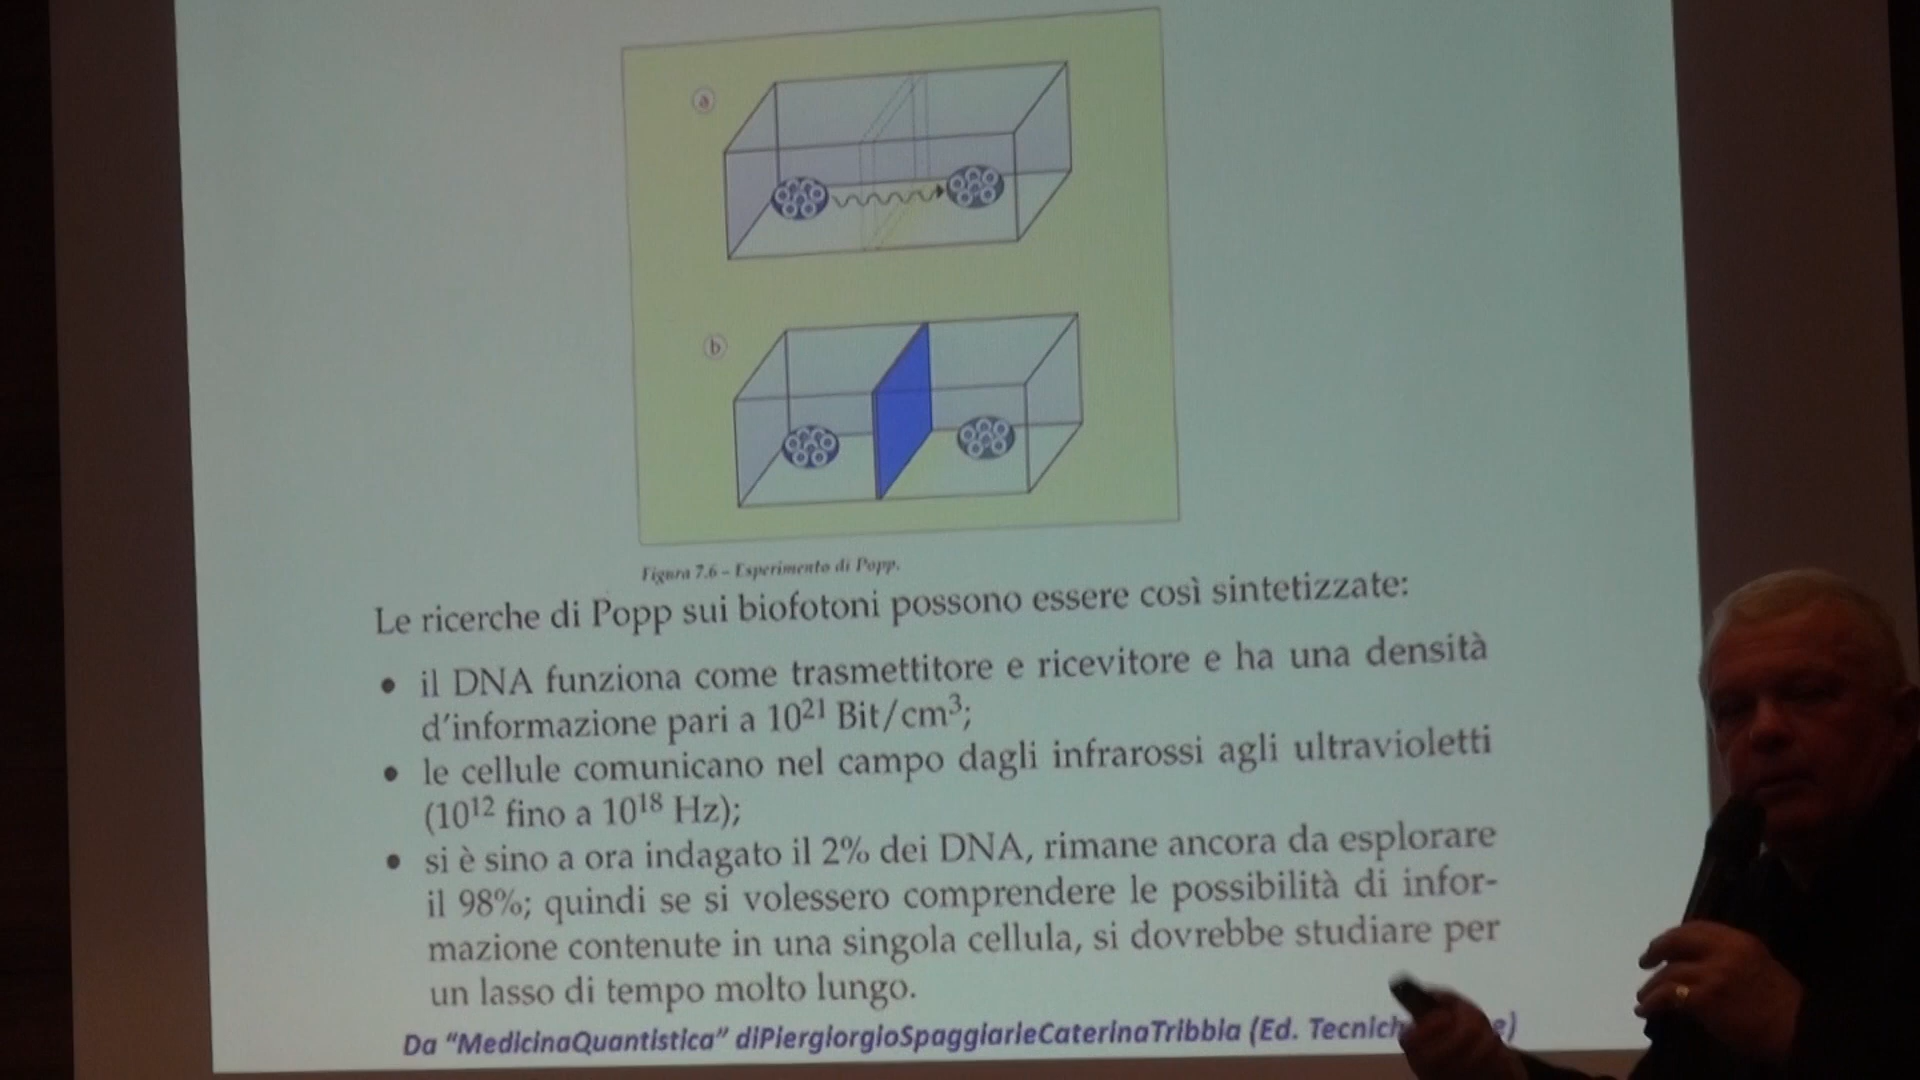 a
b
Figura 7.6 – Esperimento di Popp.
Le ricerche di Popp sui biofotoni possono essere così sintetizzate:
• il DNA funziona come trasmettitore e ricevitore e ha una densità
d'informazione pari a 10²¹ Bit/cm³;
• le cellule comunicano nel campo dagli infrarossi agli ultravioletti
(10¹² fino a 10¹⁸ Hz);
• si è sino a ora indagato il 2% dei DNA, rimane ancora da esplorare
il 98%; quindi se si volessero comprendere le possibilità di infor-
mazione contenute in una singola cellula, si dovrebbe studiare per
un lasso di tempo molto lungo.
Da “MedicinaQuantistica” diPiergiorgioSpaggiarieCaterinaTribbia (Ed.